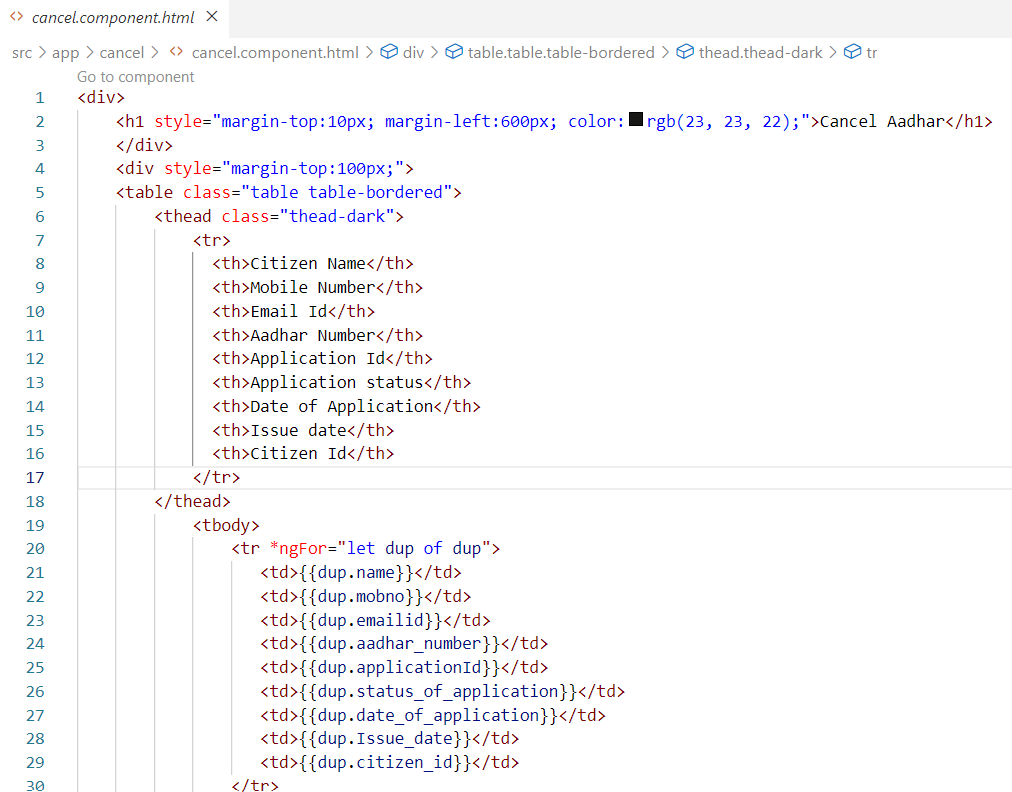 <> cancel.component.html ×
src > app > cancel > <> cancel.component.html > div > table.table.table-bordered > thead.thead-dark > tr
Go to component
1 <div>
2 <h1 style="margin-top:10px; margin-left:600px; color: rgb(23, 23, 22);">Cancel Aadhar</h1>
3 </div>
4 <div style="margin-top:100px;">
5 <table class="table table-bordered">
6 <thead class="thead-dark">
7 <tr>
8 <th>Citizen Name</th>
9 <th>Mobile Number</th>
10 <th>Email Id</th>
11 <th>Aadhar Number</th>
12 <th>Application Id</th>
13 <th>Application status</th>
14 <th>Date of Application</th>
15 <th>Issue date</th>
16 <th>Citizen Id</th>
17 </tr>
18 </thead>
19 <tbody>
20 <tr *ngFor="let dup of dup">
21 <td>{{dup.name}}</td>
22 <td>{{dup.mobno}}</td>
23 <td>{{dup.emailid}}</td>
24 <td>{{dup.aadhar_number}}</td>
25 <td>{{dup.applicationId}}</td>
26 <td>{{dup.status_of_application}}</td>
27 <td>{{dup.date_of_application}}</td>
28 <td>{{dup.Issue_date}}</td>
29 <td>{{dup.citizen_id}}</td>
30 </tr>